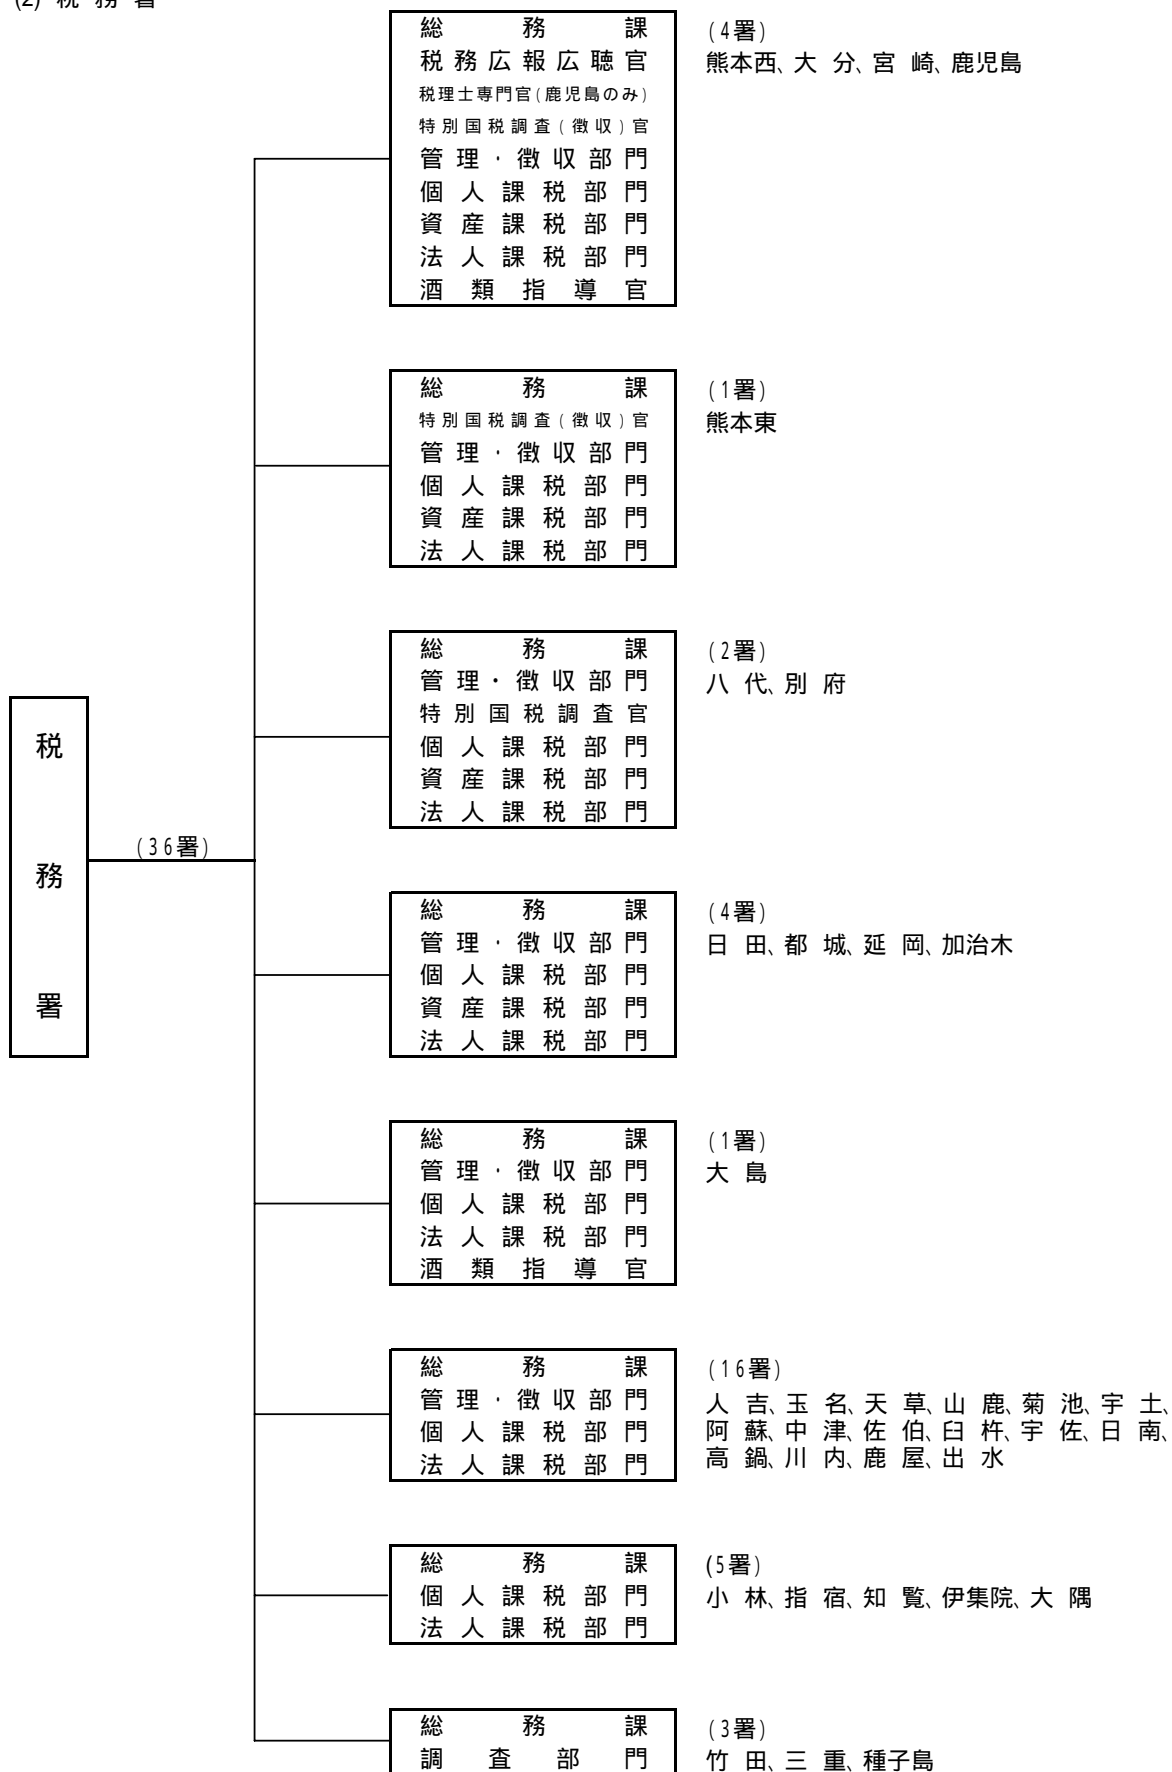 (2) 税 務 署
税務署
(36署)
総務課
税務広報広聴官
税理士専門官(鹿児島のみ)
特別国税調査(徴収)官
管理・徴収部門
個人課税部門
資産課税部門
法人課税部門
酒類指導官
(4署)
熊本西、大 分、宮 崎、鹿児島
総務課
特別国税調査(徴収)官
管理・徴収部門
個人課税部門
資産課税部門
法人課税部門
(1署)
熊本東
総務課
管理・徴収部門
特別国税調査官
個人課税部門
資産課税部門
法人課税部門
(2署)
八 代、別 府
総務課
管理・徴収部門
個人課税部門
資産課税部門
法人課税部門
(4署)
日 田、都 城、延 岡、加治木
総務課
管理・徴収部門
個人課税部門
法人課税部門
酒類指導官
(1署)
大 島
総務課
管理・徴収部門
個人課税部門
法人課税部門
(16署)
人 吉、玉 名、天 草、山 鹿、菊 池、宇 土、
阿 蘇、中 津、佐 伯、臼 杵、宇 佐、日 南、
高 鍋、川 内、鹿 屋、出 水
総務課
個人課税部門
法人課税部門
(5署)
小 林、指 宿、知 覧、伊集院、大 隅
総務課
調査部門
(3署)
竹 田、三 重、種子島